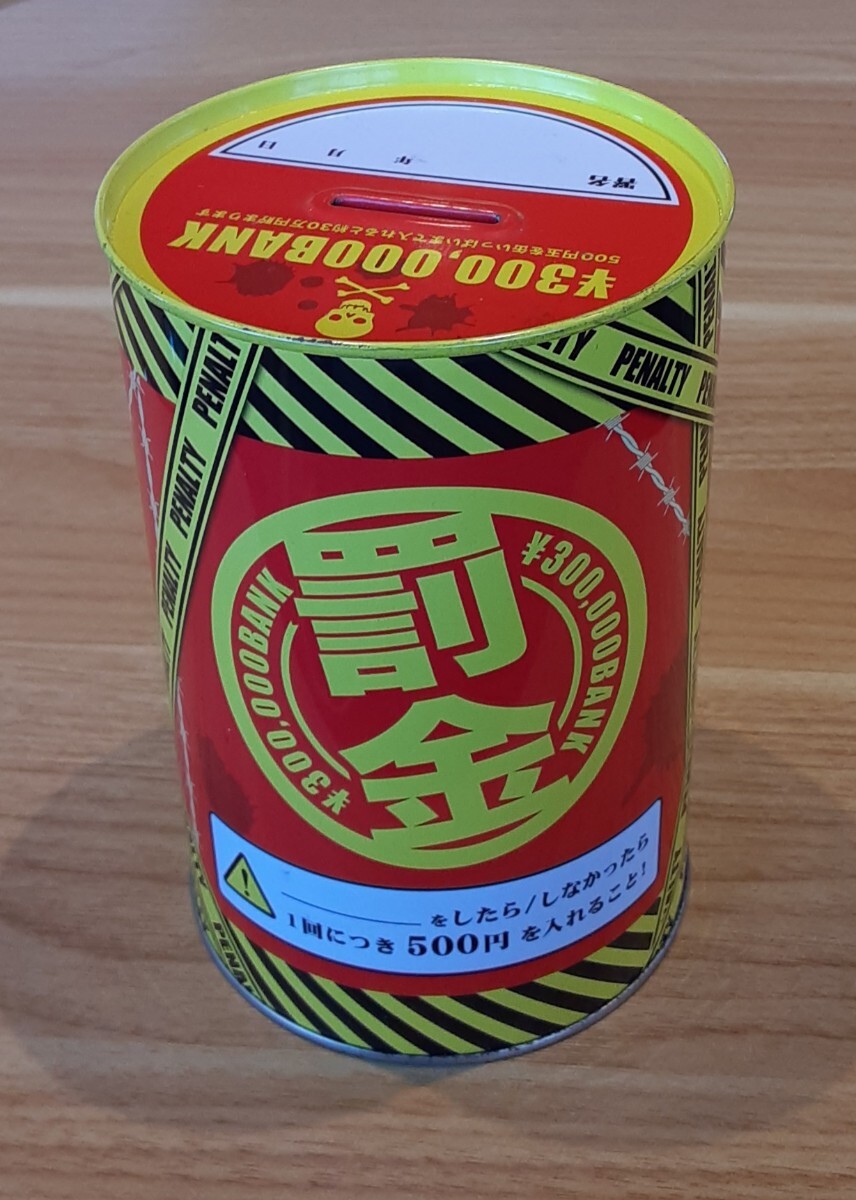 署名
年 月 日
500円玉を缶いっぱいまで入れると約30万円貯まります
¥300,000BANK
PENALTY PENALTY PENALTY
PENALTY
罰金
¥300,000BANK
¥300,000BANK
をしたら/しなかったら
1回につき 500円 を入れること!